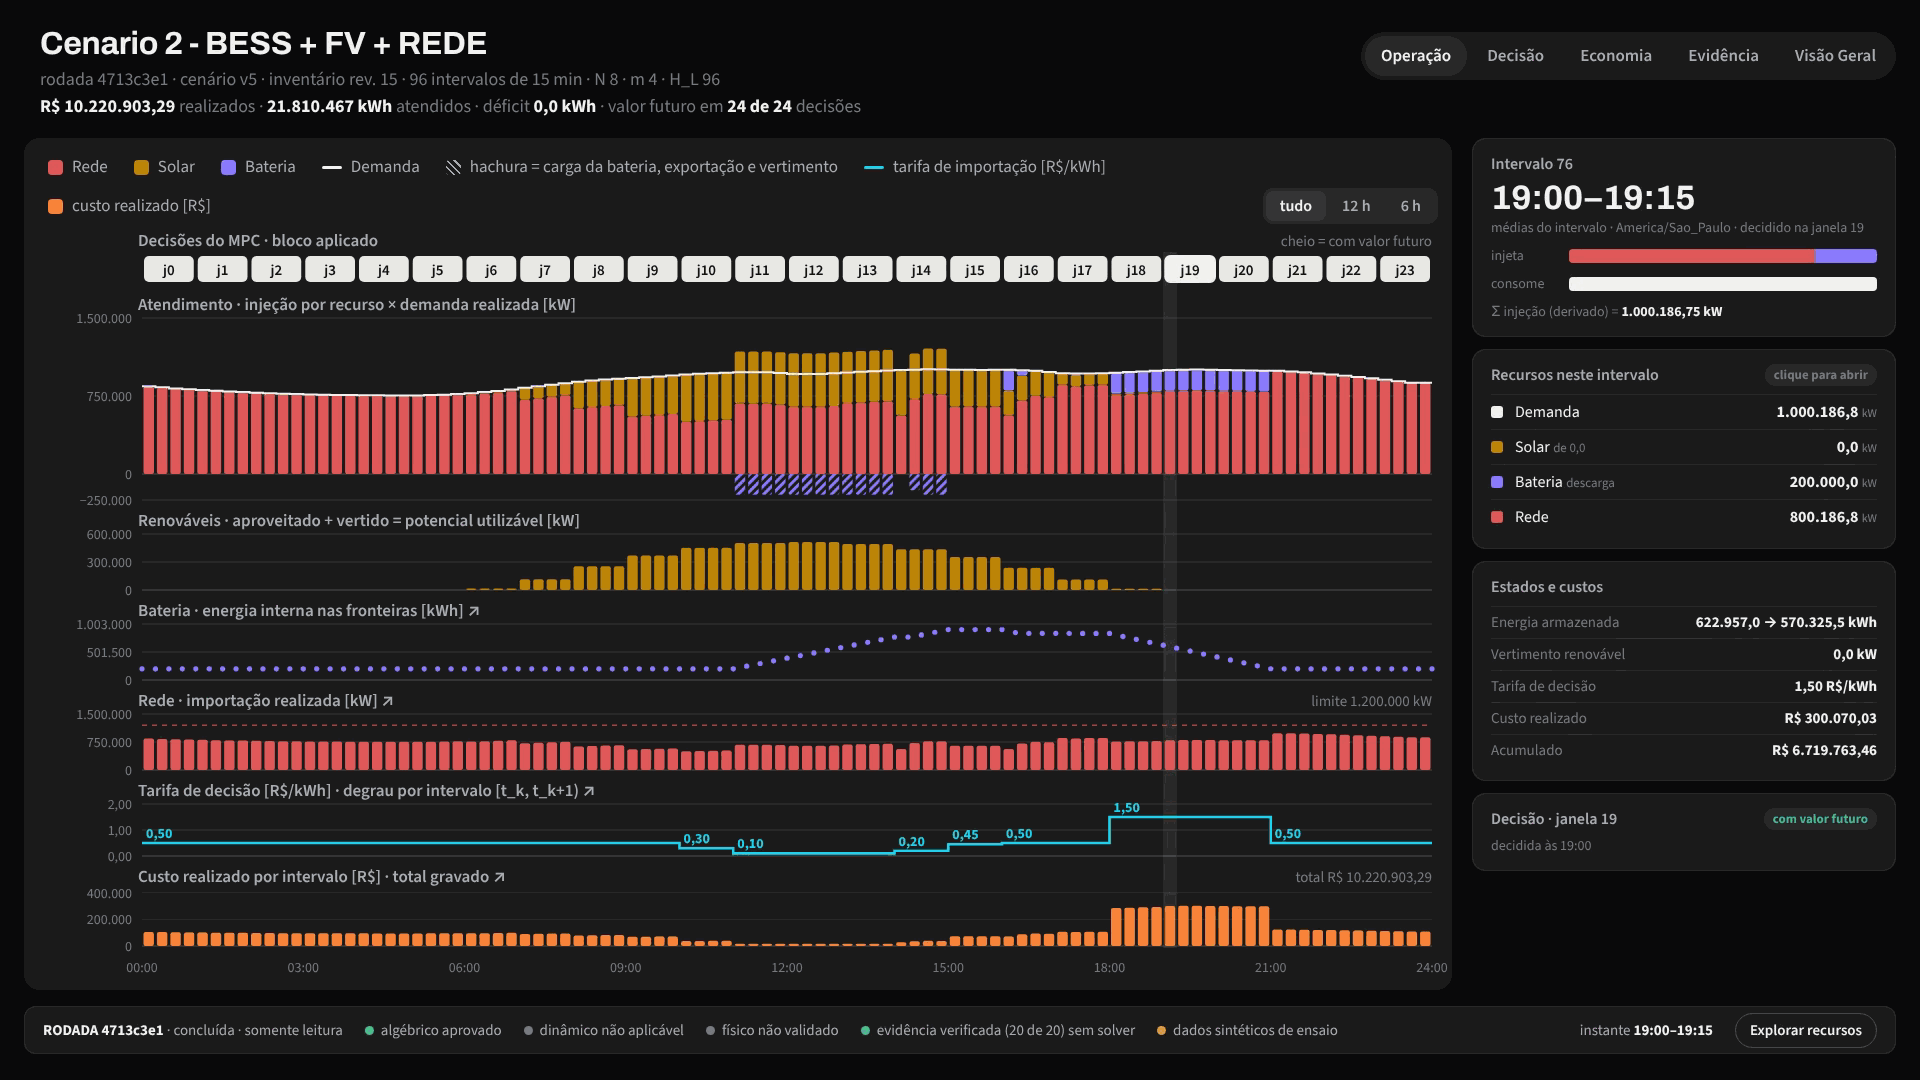 Cenario 2 - BESS + FV + REDE
rodada 4713c3e1 · cenário v5 · inventário rev. 15 · 96 intervalos de 15 min · N 8 · m 4 · H_L 96
R$ 10.220.903,29 realizados · 21.810.467 kWh atendidos · déficit 0,0 kWh · valor futuro em 24 de 24 decisões
Operação Decisão Economia Evidência Visão Geral
Rede Solar Bateria Demanda hachura = carga da bateria, exportação e vertimento tarifa de importação [R$/kWh]
custo realizado [R$]
tudo 12 h 6 h
Decisões do MPC · bloco aplicado
cheio = com valor futuro
j0 j1 j2 j3 j4 j5 j6 j7 j8 j9 j10 j11 j12 j13 j14 j15 j16 j17 j18 j19 j20 j21 j22 j23
Atendimento · injeção por recurso × demanda realizada [kW]
1.500.000
750.000
0
−250.000
Renováveis · aproveitado + vertido = potencial utilizável [kW]
600.000
300.000
0
Bateria · energia interna nas fronteiras [kWh] ↗
1.003.000
501.500
0
Rede · importação realizada [kW] ↗
limite 1.200.000 kW
1.500.000
750.000
0
Tarifa de decisão [R$/kWh] · degrau por intervalo [t_k, t_k+1) ↗
2,00
1,00
0,00
0,50 0,30 0,10 0,20 0,45 0,50 1,50 0,50
Custo realizado por intervalo [R$] · total gravado ↗
total R$ 10.220.903,29
400.000
200.000
0
00:00 03:00 06:00 09:00 12:00 15:00 18:00 21:00 24:00
Intervalo 76
19:00–19:15
médias do intervalo · America/Sao_Paulo · decidido na janela 19
injeta
consome
Σ injeção (derivado) = 1.000.186,75 kW
Recursos neste intervalo clique para abrir
Demanda 1.000.186,8 kW
Solar de 0,0 0,0 kW
Bateria descarga 200.000,0 kW
Rede 800.186,8 kW
Estados e custos
Energia armazenada 622.957,0 → 570.325,5 kWh
Vertimento renovável 0,0 kW
Tarifa de decisão 1,50 R$/kWh
Custo realizado R$ 300.070,03
Acumulado R$ 6.719.763,46
Decisão · janela 19 com valor futuro
decidida às 19:00
RODADA 4713c3e1 · concluída · somente leitura algébrico aprovado dinâmico não aplicável físico não validado evidência verificada (20 de 20) sem solver dados sintéticos de ensaio instante 19:00–19:15 Explorar recursos